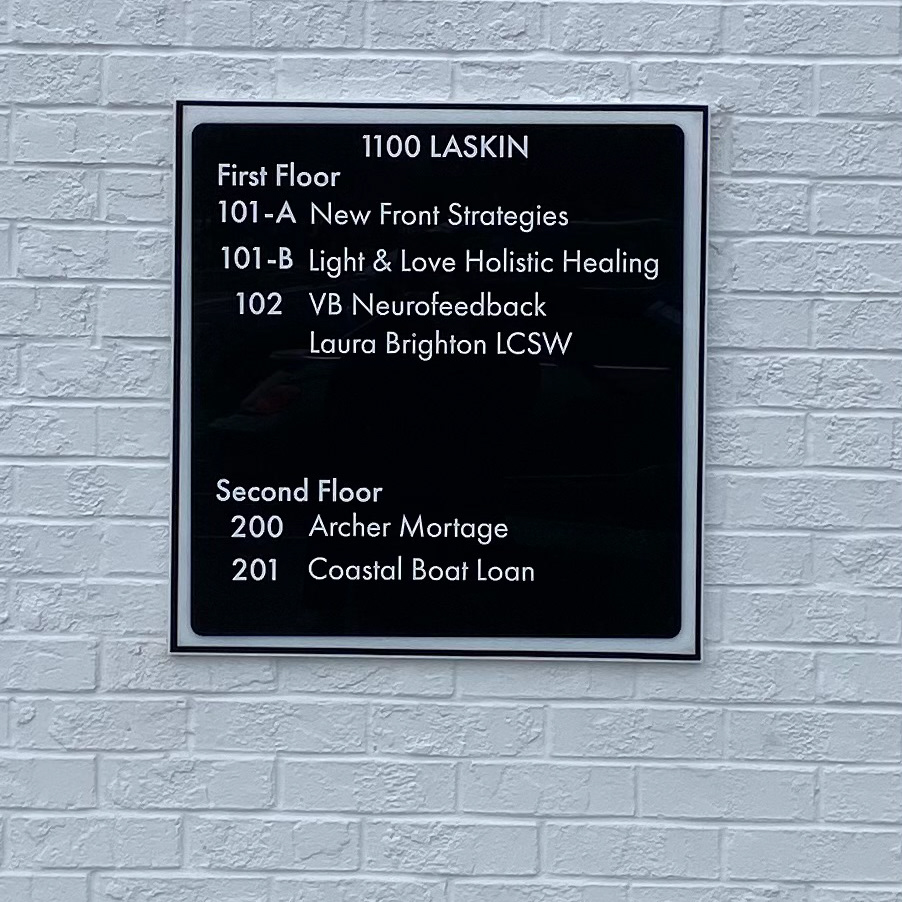 1100 LASKIN
First Floor
101-A New Front Strategies
101-B Light & Love Holistic Healing
102 VB Neurofeedback
Laura Brighton LCSW
Second Floor
200 Archer Mortage
201 Coastal Boat Loan